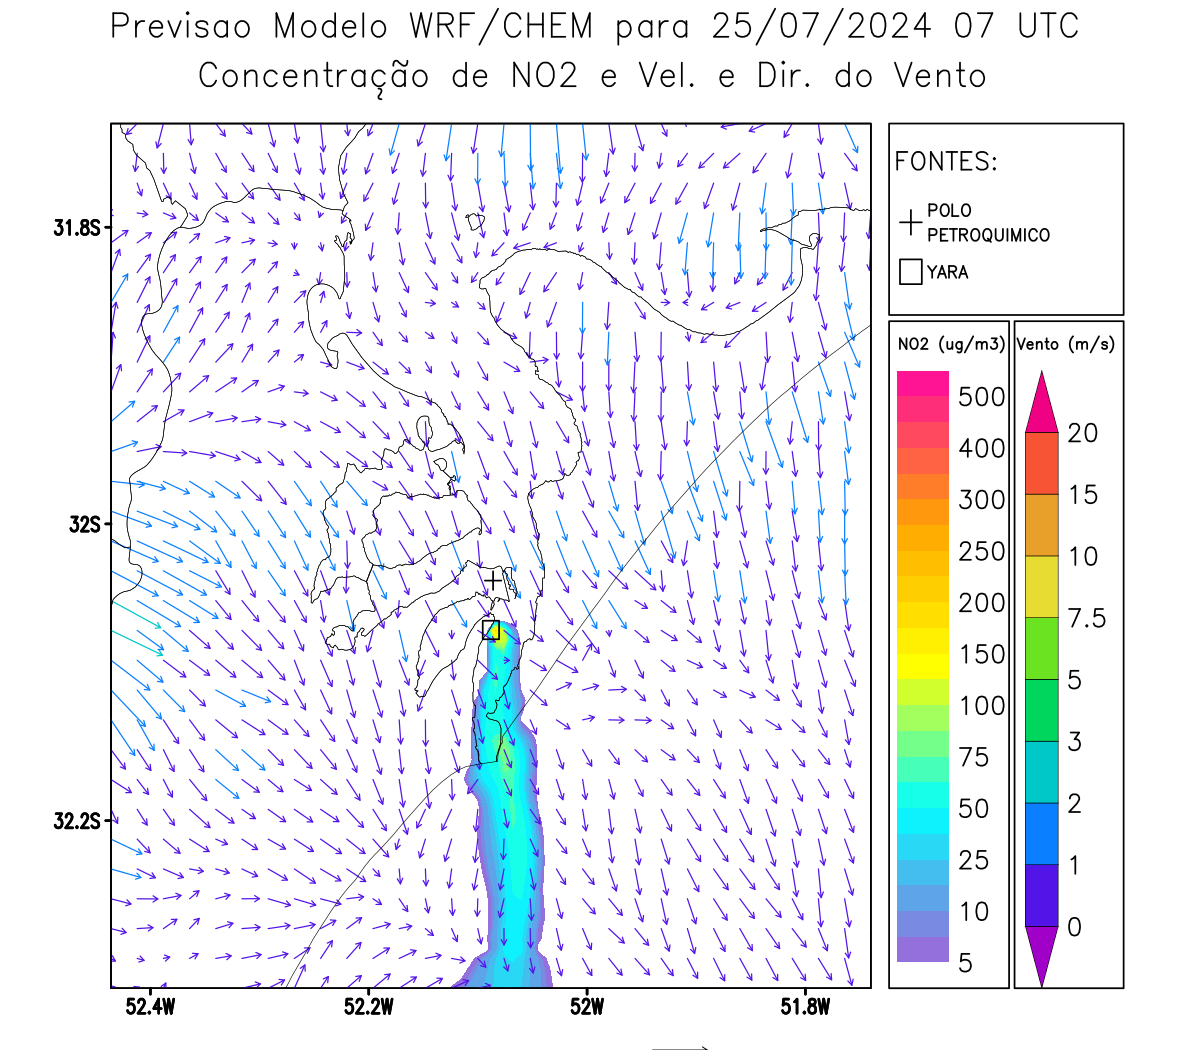 Previsao Modelo WRF/CHEM para 25/07/2024 07 UTC
Concentração de NO2 e Vel. e Dir. do Vento
FONTES:
POLO
PETROQUIMICO
YARA
NO2 (ug/m3)
500
400
300
250
200
150
100
75
50
25
10
5
Vento (m/s)
20
15
10
7.5
5
3
2
1
0
31.8S
32S
32.2S
52.4W
52.2W
52W
51.8W